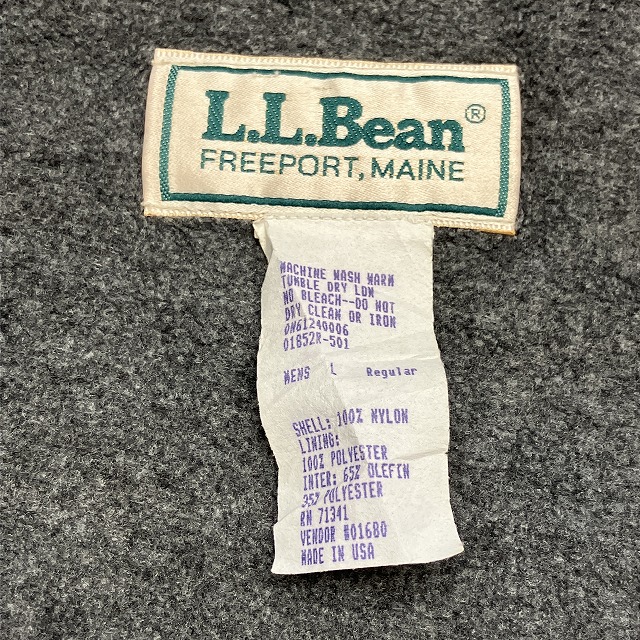 L.L.Bean®
FREEPORT, MAINE
MACHINE WASH WARM
TUMBLE DRY LOW
NO BLEACH--DO NOT
DRY CLEAN OR IRON
ON61240006
01852R-501
MENS L Regular
SHELL: 100% NYLON
LINING:
100% POLYESTER
INTER: 65% OLEFIN
35% POLYESTER
RN 71341
VENDOR #01680
MADE IN USA